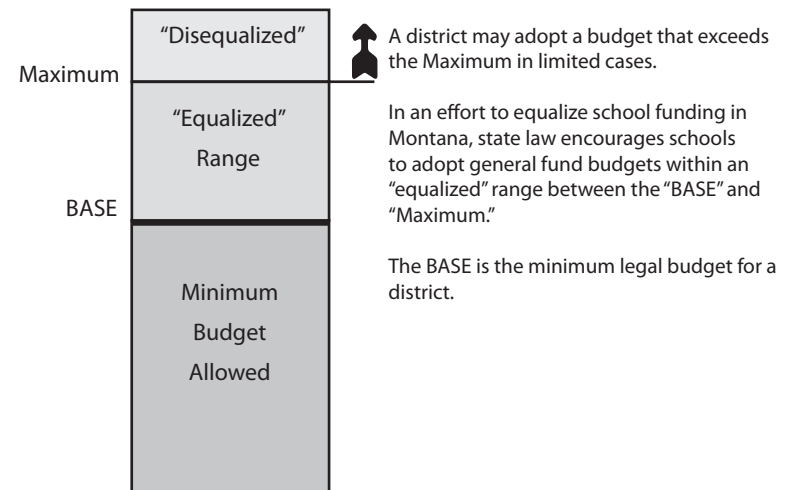 "Disequalized"
Maximum
"Equalized"
Range
BASE
Minimum
Budget
Allowed
A district may adopt a budget that exceeds
the Maximum in limited cases.
In an effort to equalize school funding in
Montana, state law encourages schools
to adopt general fund budgets within an
“equalized” range between the “BASE” and
“Maximum.”
The BASE is the minimum legal budget for a
district.